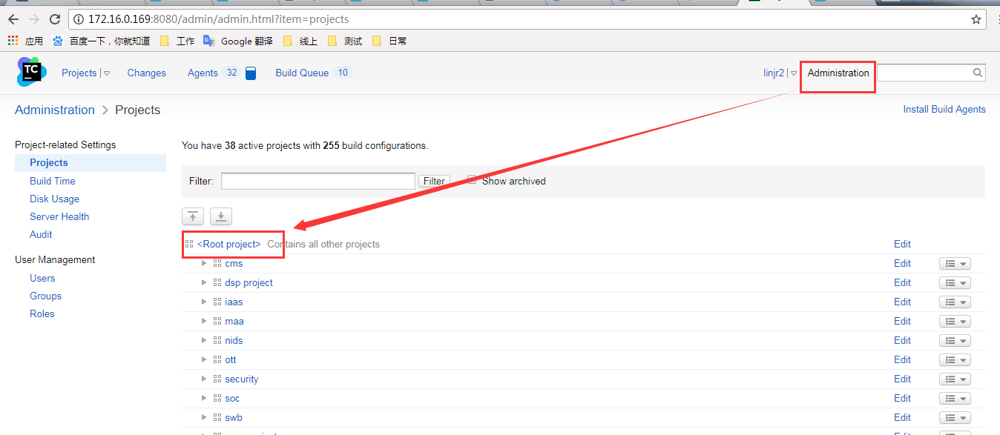 172.16.0.169:8080/admin/admin.html?item=projects
应用 百度一下，你就知道 工作 Google 翻译 线上 测试 日常
TC Projects Changes Agents 32 Build Queue 10 linjr2 Administration
Administration Projects Install Build Agents
Project-related Settings
Projects
Build Time
Disk Usage
Server Health
Audit
User Management
Users
Groups
Roles
You have 38 active projects with 255 build configurations.
Filter: Filter Show archived
<Root project> Contains all other projects Edit
cms Edit
dsp project Edit
iaas Edit
maa Edit
nids Edit
ott Edit
security Edit
soc Edit
swb Edit